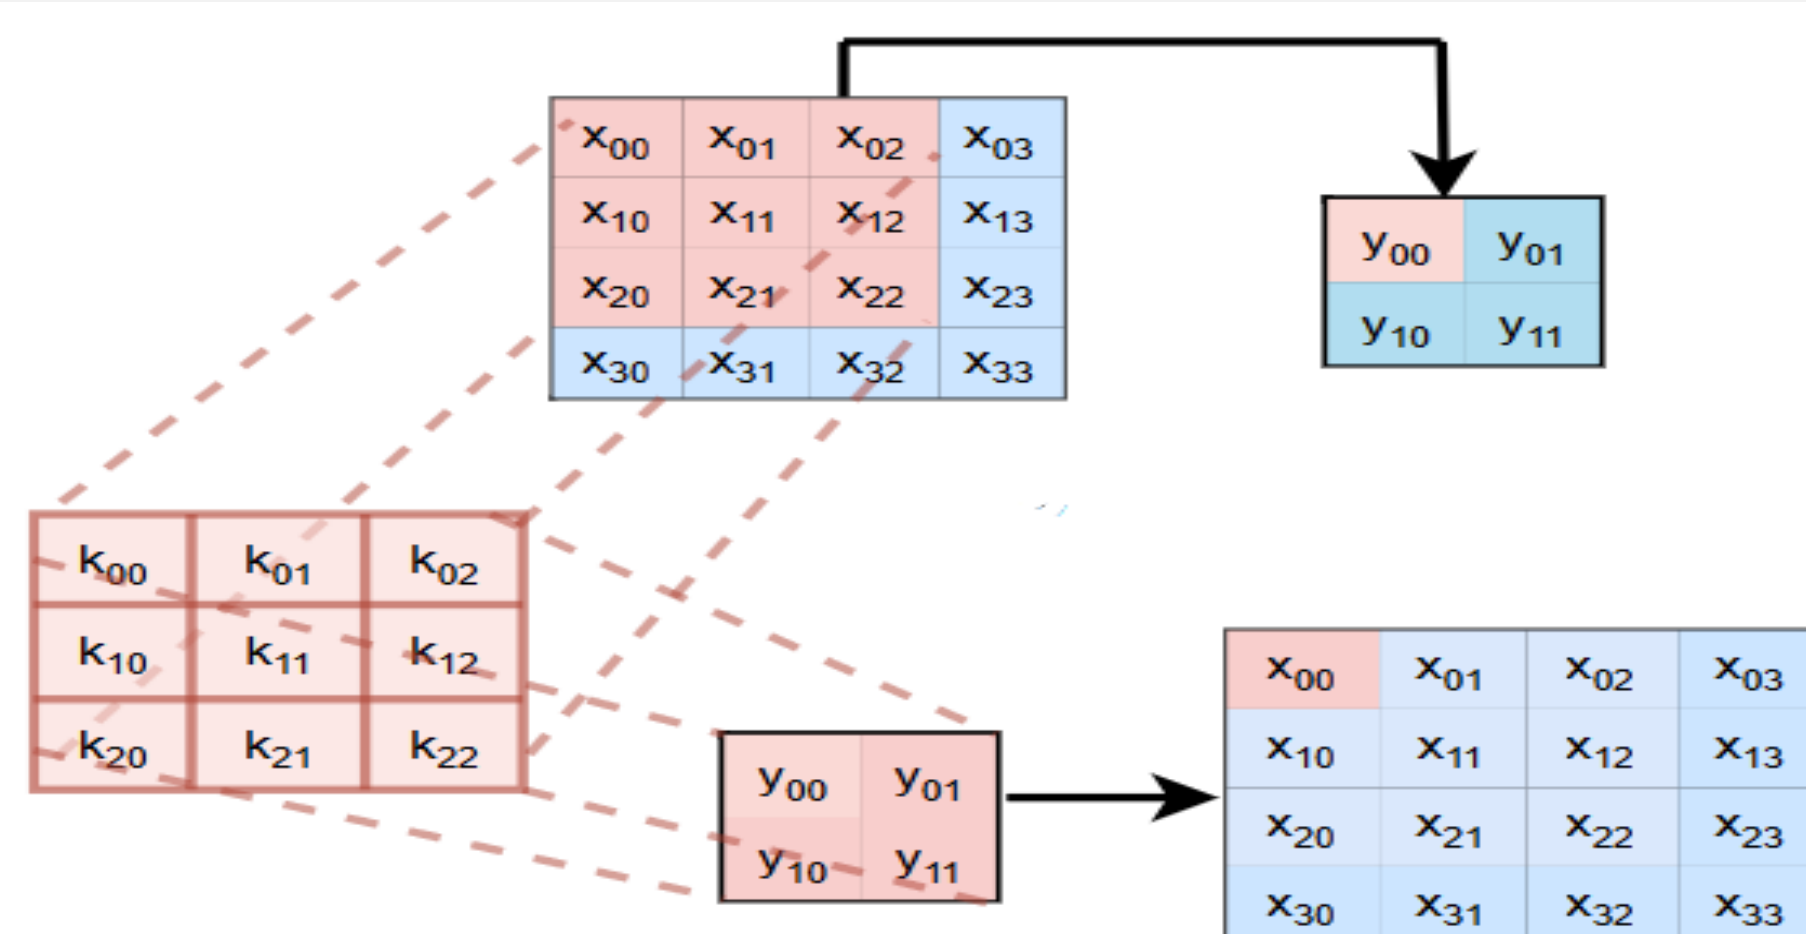 x00 x01 x02 x03
x10 x11 x12 x13
x20 x21 x22 x23
x30 x31 x32 x33
y00 y01
y10 y11
k00 k01 k02
k10 k11 k12
k20 k21 k22
y00 y01
y10 y11
x00 x01 x02 x03
x10 x11 x12 x13
x20 x21 x22 x23
x30 x31 x32 x33